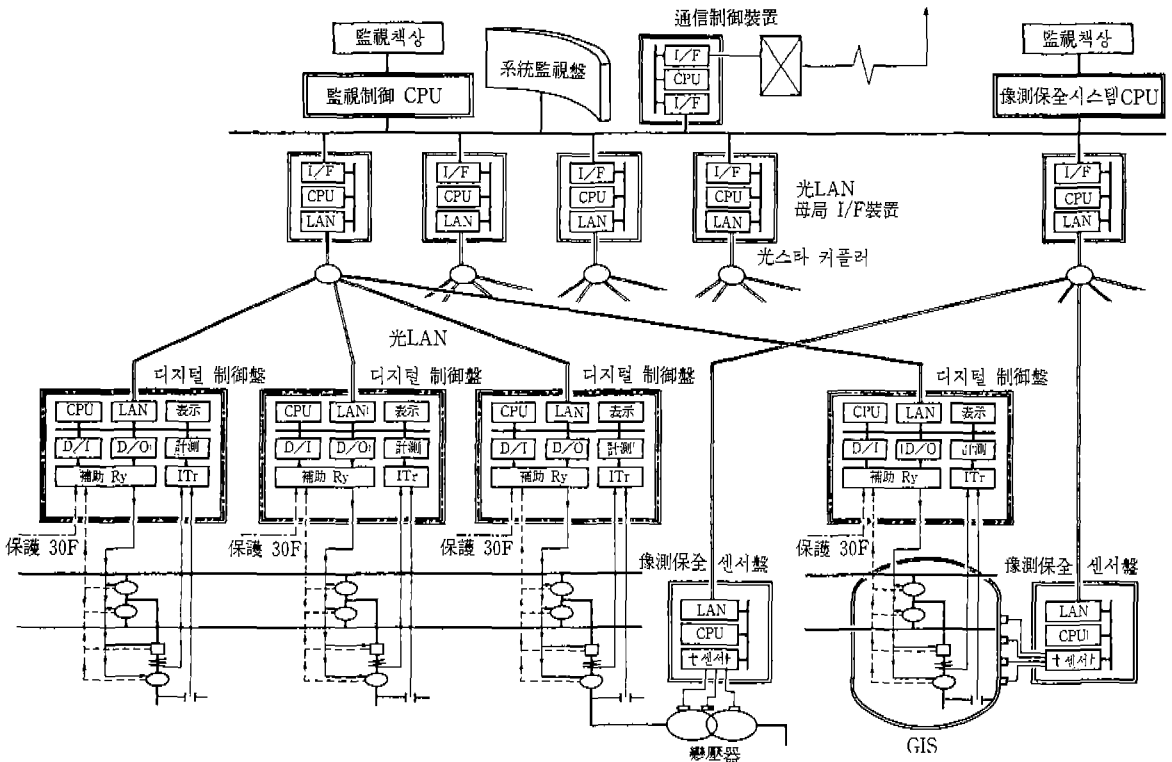 監視책상
監視制御 CPU
系統監視盤
通信制御裝置
I/F
CPU
I/F
監視책상
像測保全시스템CPU
I/F
CPU
LAN
I/F
CPU
LAN
I/F
CPU
LAN
I/F
CPU
LAN
光LAN
母局 I/F裝置
I/F
CPU
LAN
光스타 커플러
光LAN
디지털 制御盤
CPU
LAN
表示
D/I
D/O
計測
補助 Ry
ITr
保護 30F
디지털 制御盤
CPU
LAN
表示
D/I
D/O
計測
補助 Ry
ITr
保護 30F
디지털 制御盤
CPU
LAN
表示
D/I
D/O
計測
補助 Ry
ITr
保護 30F
디지털 制御盤
CPU
LAN
表示
D/I
D/O
計測
補助 Ry
ITr
保護 30F
像測保全 센서盤
LAN
CPU
센서
變壓器
像測保全 센서盤
LAN
CPU
센서
GIS